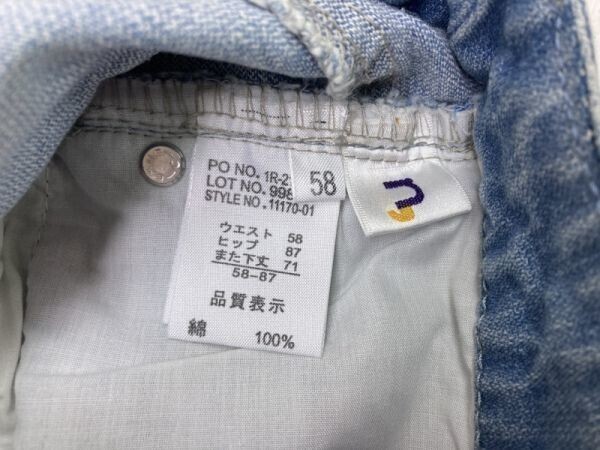 PO NO. 1R-2
LOT NO. 998
STYLE NO. 11170-01
58
ウエスト 58
ヒップ 87
また下丈 71
58-87
品質表示
綿 100%